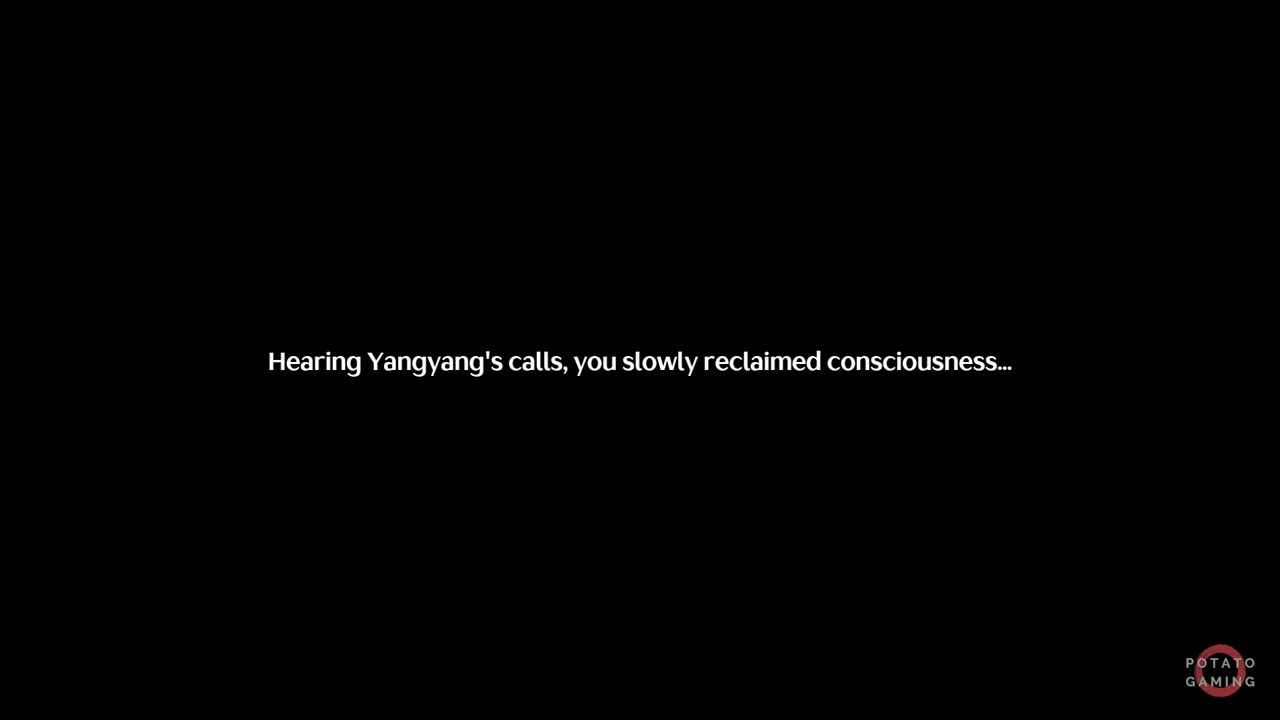 Hearing Yangyang's calls, you slowly reclaimed consciousness...
POTATO
GAMING